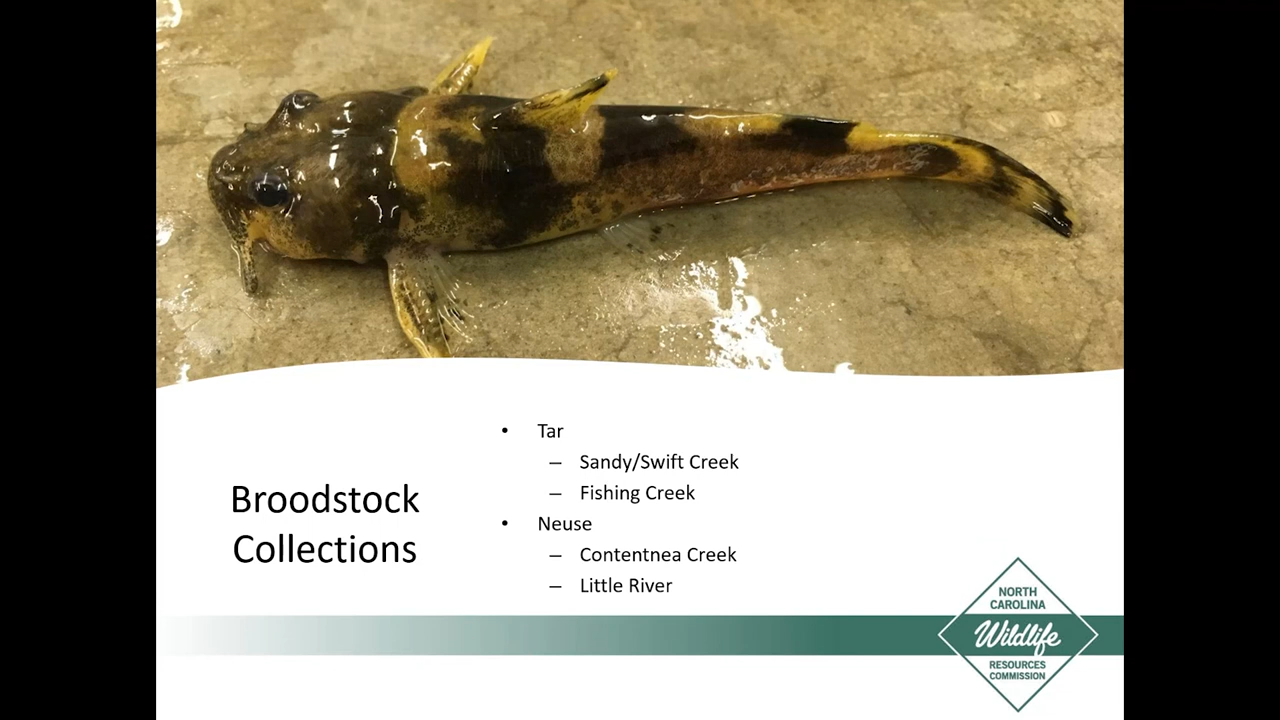 Broodstock
Collections
• Tar
– Sandy/Swift Creek
– Fishing Creek
• Neuse
– Contentnea Creek
– Little River
NORTH
CAROLINA
Wildlife
RESOURCES
COMMISSION